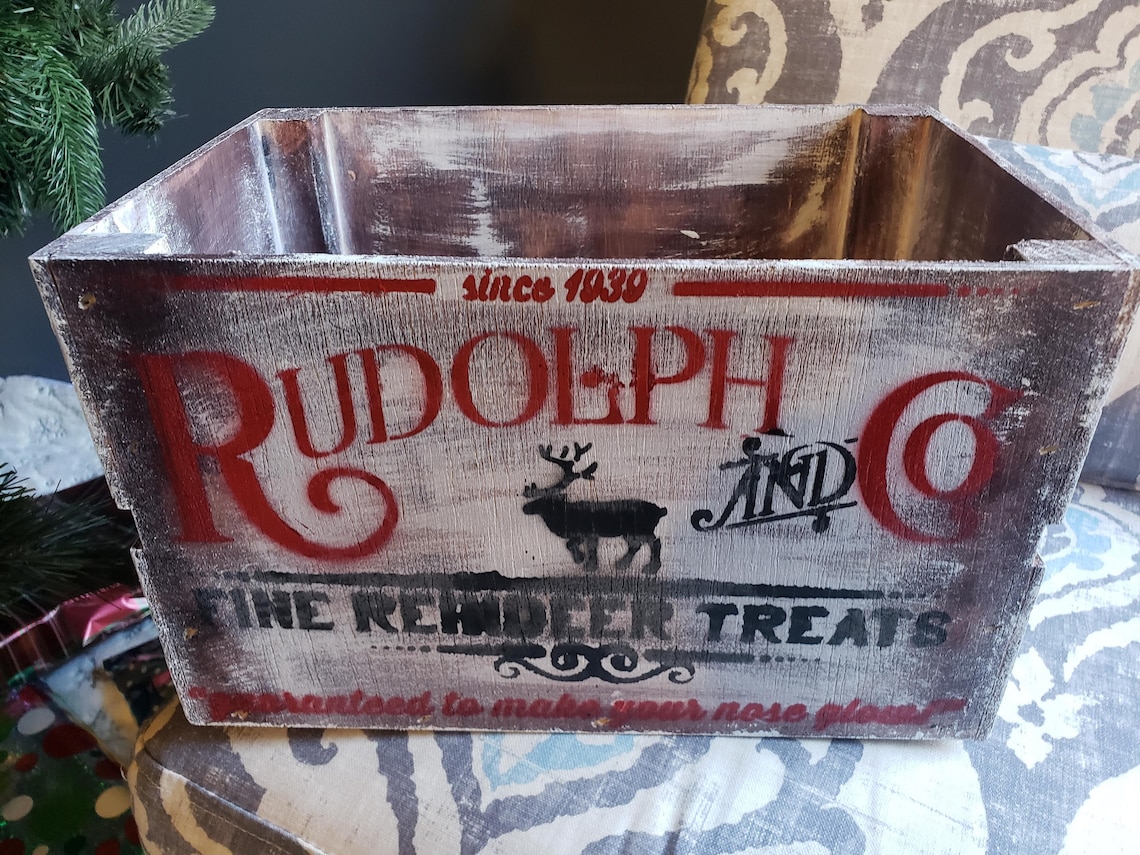 since 1939
RUDOLPH
AND CO
FINE REINDEER TREATS
"guaranteed to make your nose glow!"